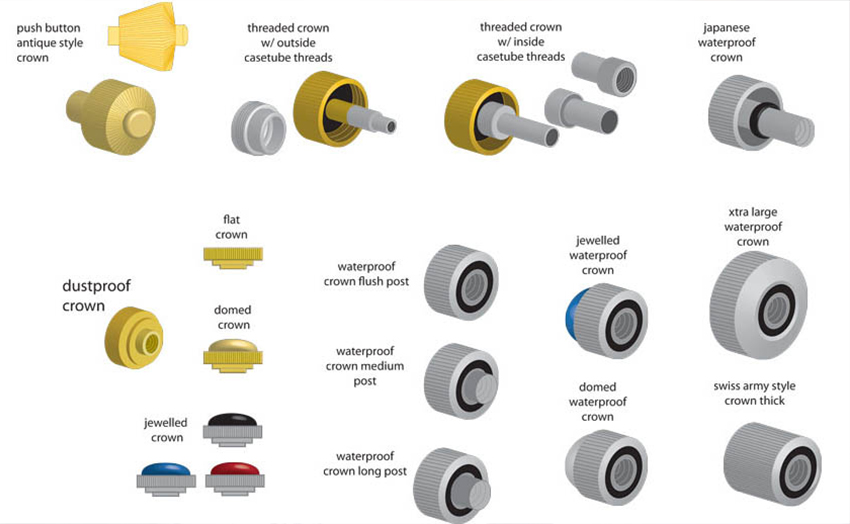 push button
antique style
crown
threaded crown
w/ outside
casetube threads
threaded crown
w/ inside
casetube threads
japanese
waterproof
crown
flat
crown
dustproof
crown
domed
crown
jewelled
crown
waterproof
crown flush post
waterproof
crown medium
post
waterproof
crown long post
jewelled
waterproof
crown
domed
waterproof
crown
xtra large
waterproof
crown
swiss army style
crown thick